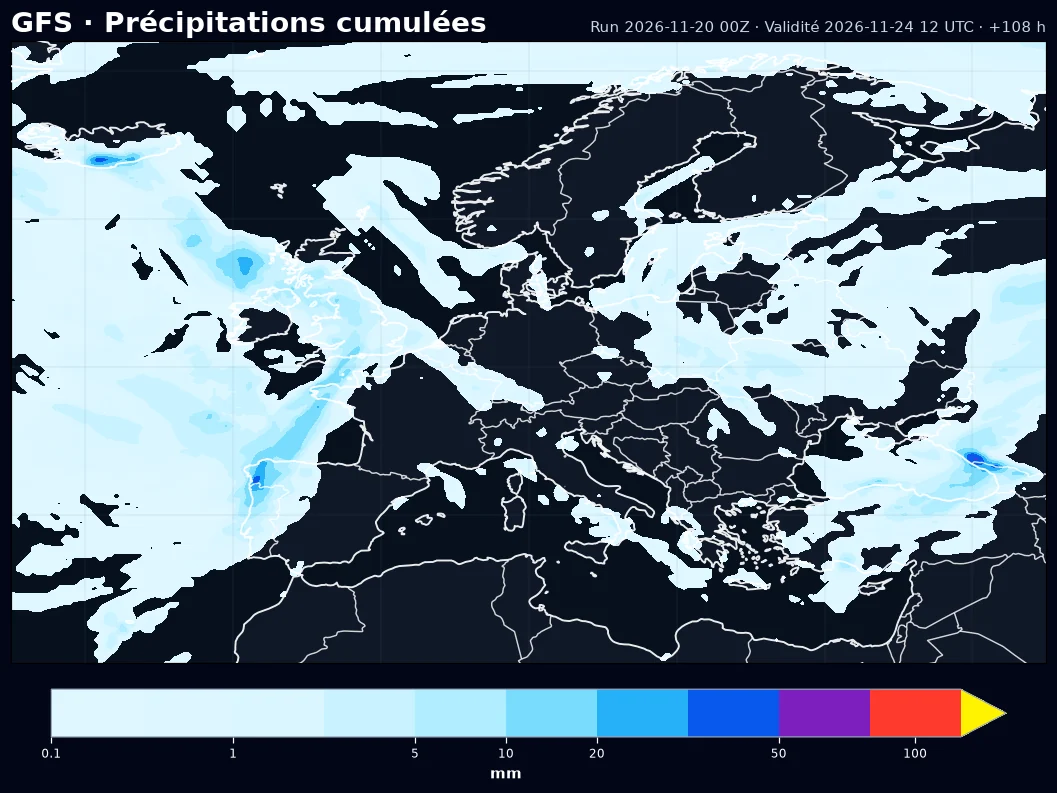 GFS · Précipitations cumulées
Run 2026-11-20 00Z · Validité 2026-11-24 12 UTC · +108 h
0.1 1 5 10 20 50 100
mm